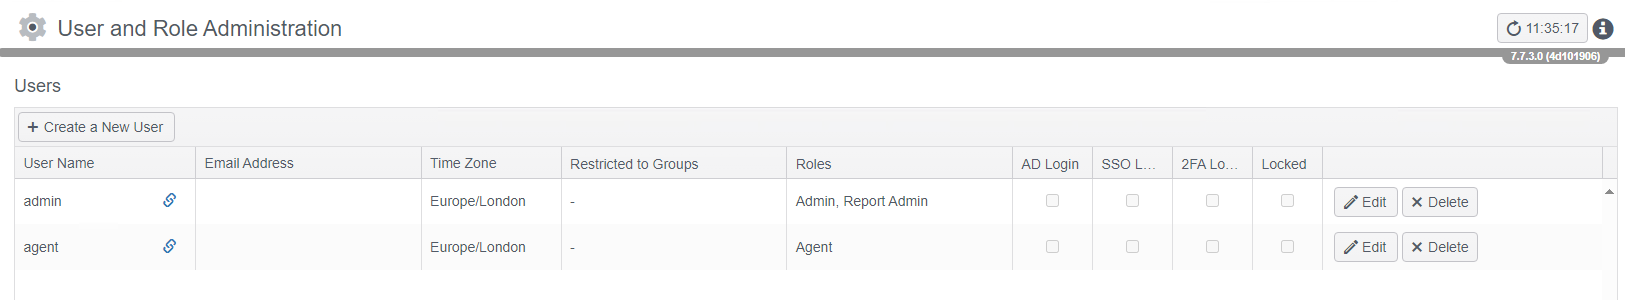 User and Role Administration
11:35:17
7.7.3.0 (4d101906)
Users
+ Create a New User
User Name Email Address Time Zone Restricted to Groups Roles AD Login SSO L... 2FA Lo... Locked
admin Europe/London - Admin, Report Admin Edit Delete
agent Europe/London - Agent Edit Delete